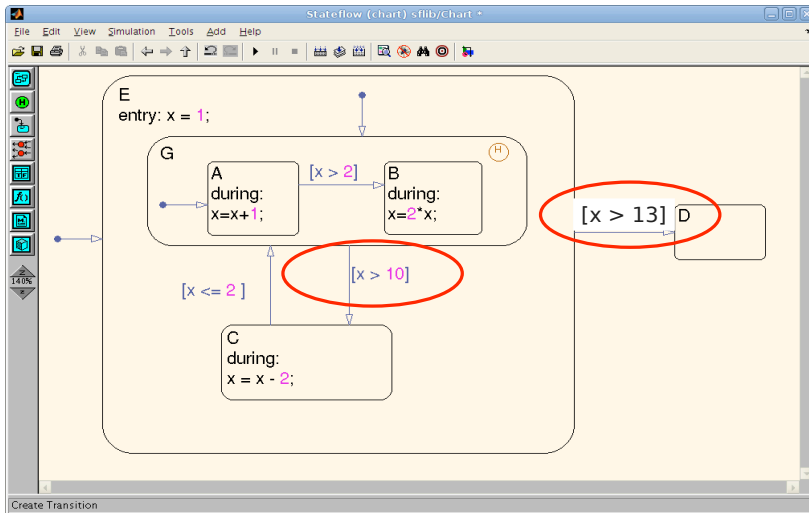 Stateflow (chart) sflib/Chart *
File Edit View Simulation Tools Add Help
E
entry: x = 1;
G
H
A
during:
x=x+1;
[x > 2]
B
during:
x=2*x;
[x > 13]
D
[x <= 2 ]
[x > 10]
C
during:
x = x - 2;
f()
z
140%
z
Create Transition